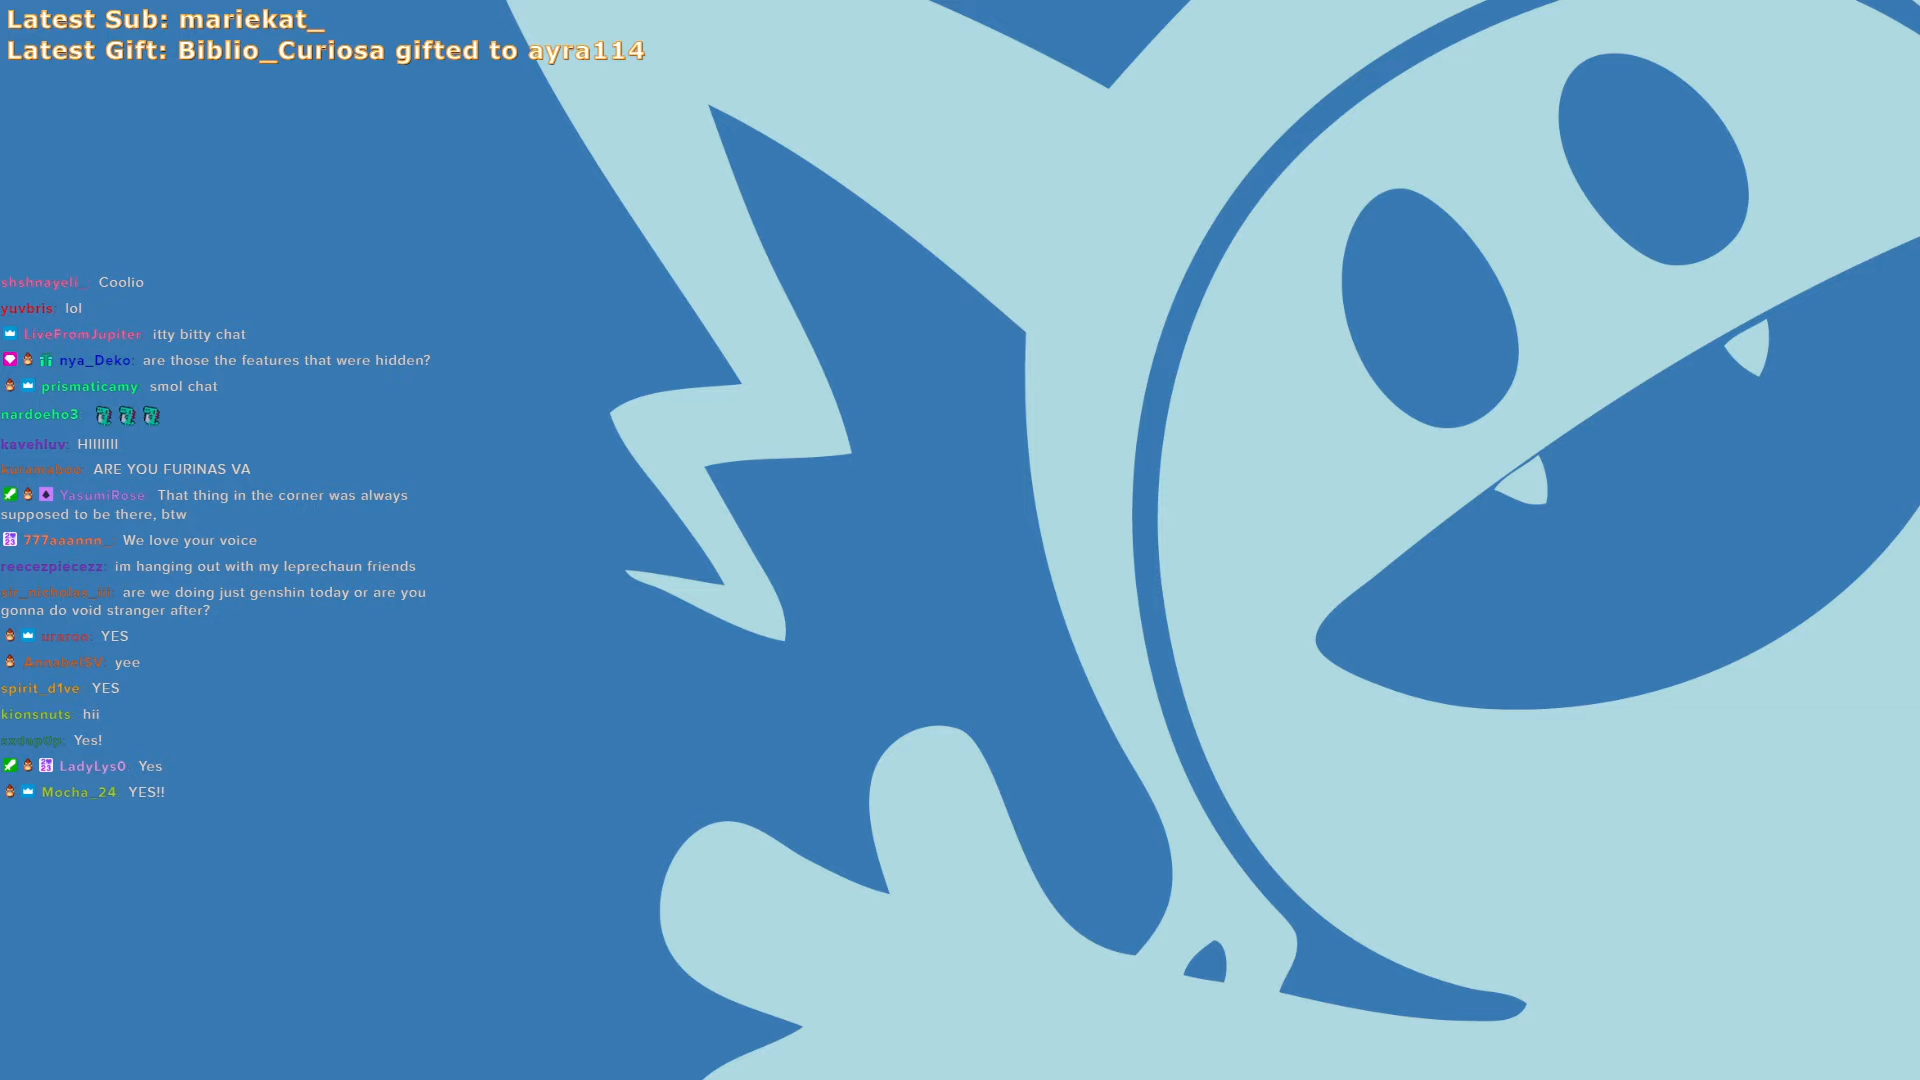 Latest Sub: mariekat_
Latest Gift: Biblio_Curiosa gifted to ayra114
shshnayeli_: Coolio
yuvbris: lol
LiveFromJupiter: itty bitty chat
nya_Deko: are those the features that were hidden?
prismaticamy: smol chat
nardoeho3:
kavehluv: HIIIIIII
ARE YOU FURINAS VA
YasumiRose: That thing in the corner was always
supposed to be there, btw
777aaannn_: We love your voice
reecezpiecezz: im hanging out with my leprechaun friends
sir_nicholas_iii: are we doing just genshin today or are you
gonna do void stranger after?
uraroe: YES
AnnabelSV: yee
spirit_d1ve: YES
kionsnuts: hii
Yes!
LadyLys0: Yes
Mocha_24: YES!!